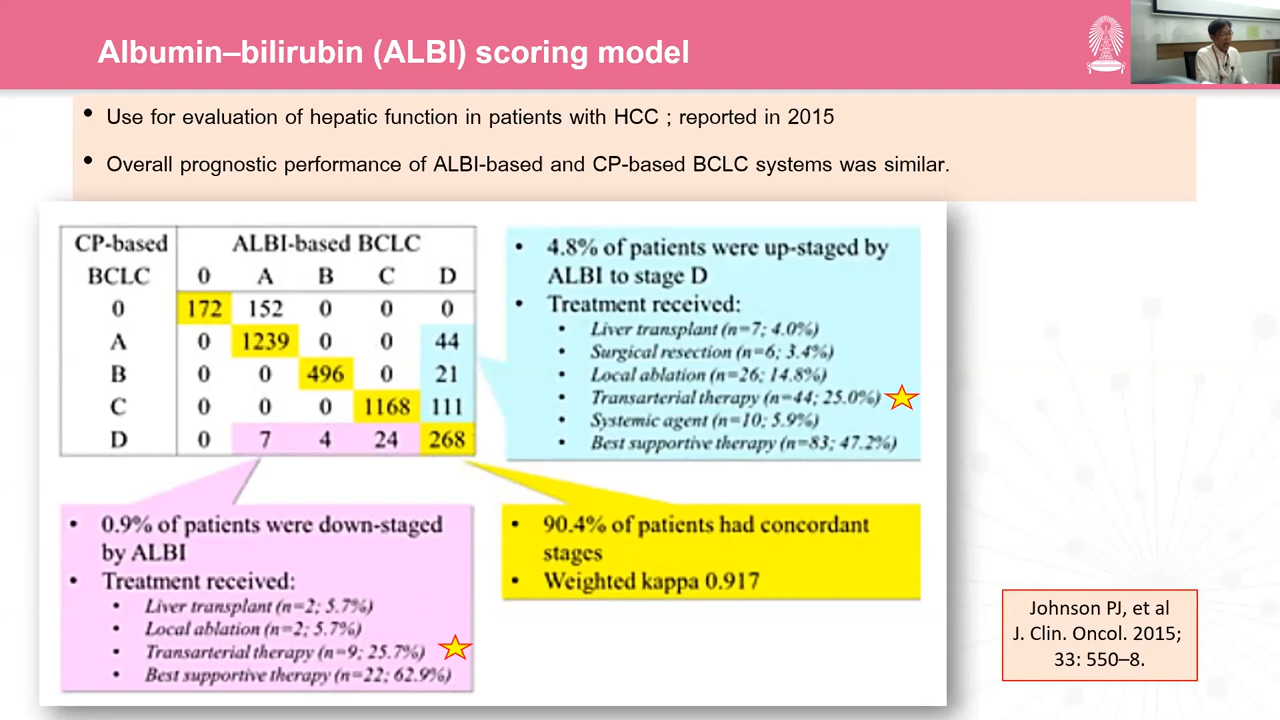 Albumin–bilirubin (ALBI) scoring model
• Use for evaluation of hepatic function in patients with HCC ; reported in 2015
• Overall prognostic performance of ALBI-based and CP-based BCLC systems was similar.
CP-based BCLC ALBI-based BCLC
0 A B C D
0 172 152 0 0 0
A 0 1239 0 0 44
B 0 0 496 0 21
C 0 0 0 1168 111
D 0 7 4 24 268
• 4.8% of patients were up-staged by
ALBI to stage D
• Treatment received:
• Liver transplant (n=7; 4.0%)
• Surgical resection (n=6; 3.4%)
• Local ablation (n=26; 14.8%)
• Transarterial therapy (n=44; 25.0%)
• Systemic agent (n=10; 5.9%)
• Best supportive therapy (n=83; 47.2%)
• 0.9% of patients were down-staged
by ALBI
• Treatment received:
• Liver transplant (n=2; 5.7%)
• Local ablation (n=2; 5.7%)
• Transarterial therapy (n=9; 25.7%)
• Best supportive therapy (n=22; 62.9%)
• 90.4% of patients had concordant
stages
• Weighted kappa 0.917
Johnson PJ, et al
J. Clin. Oncol. 2015;
33: 550–8.